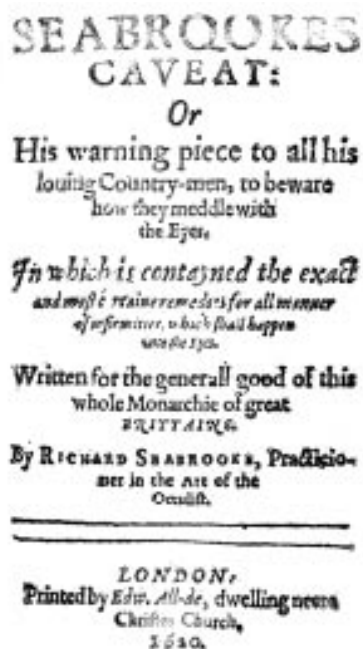 SEABROOKES
CAVEAT:
Or
His warning piece to all his
louing Country-men, to beware
how they meddle with
the Eyes.
In which is contayned the exact
and most certaine remedies for all manner
of infirmities, which shall happen
vnto the Eyes.
Written for the generall good of this
whole Monarchie of great
BRITTAINE.
By RICHARD SEABROOKE, Practicio-
ner in the Art of the
Occulist.
LONDON,
Printed by Edw. All-de, dwelling neere
Christes Church,
1620.